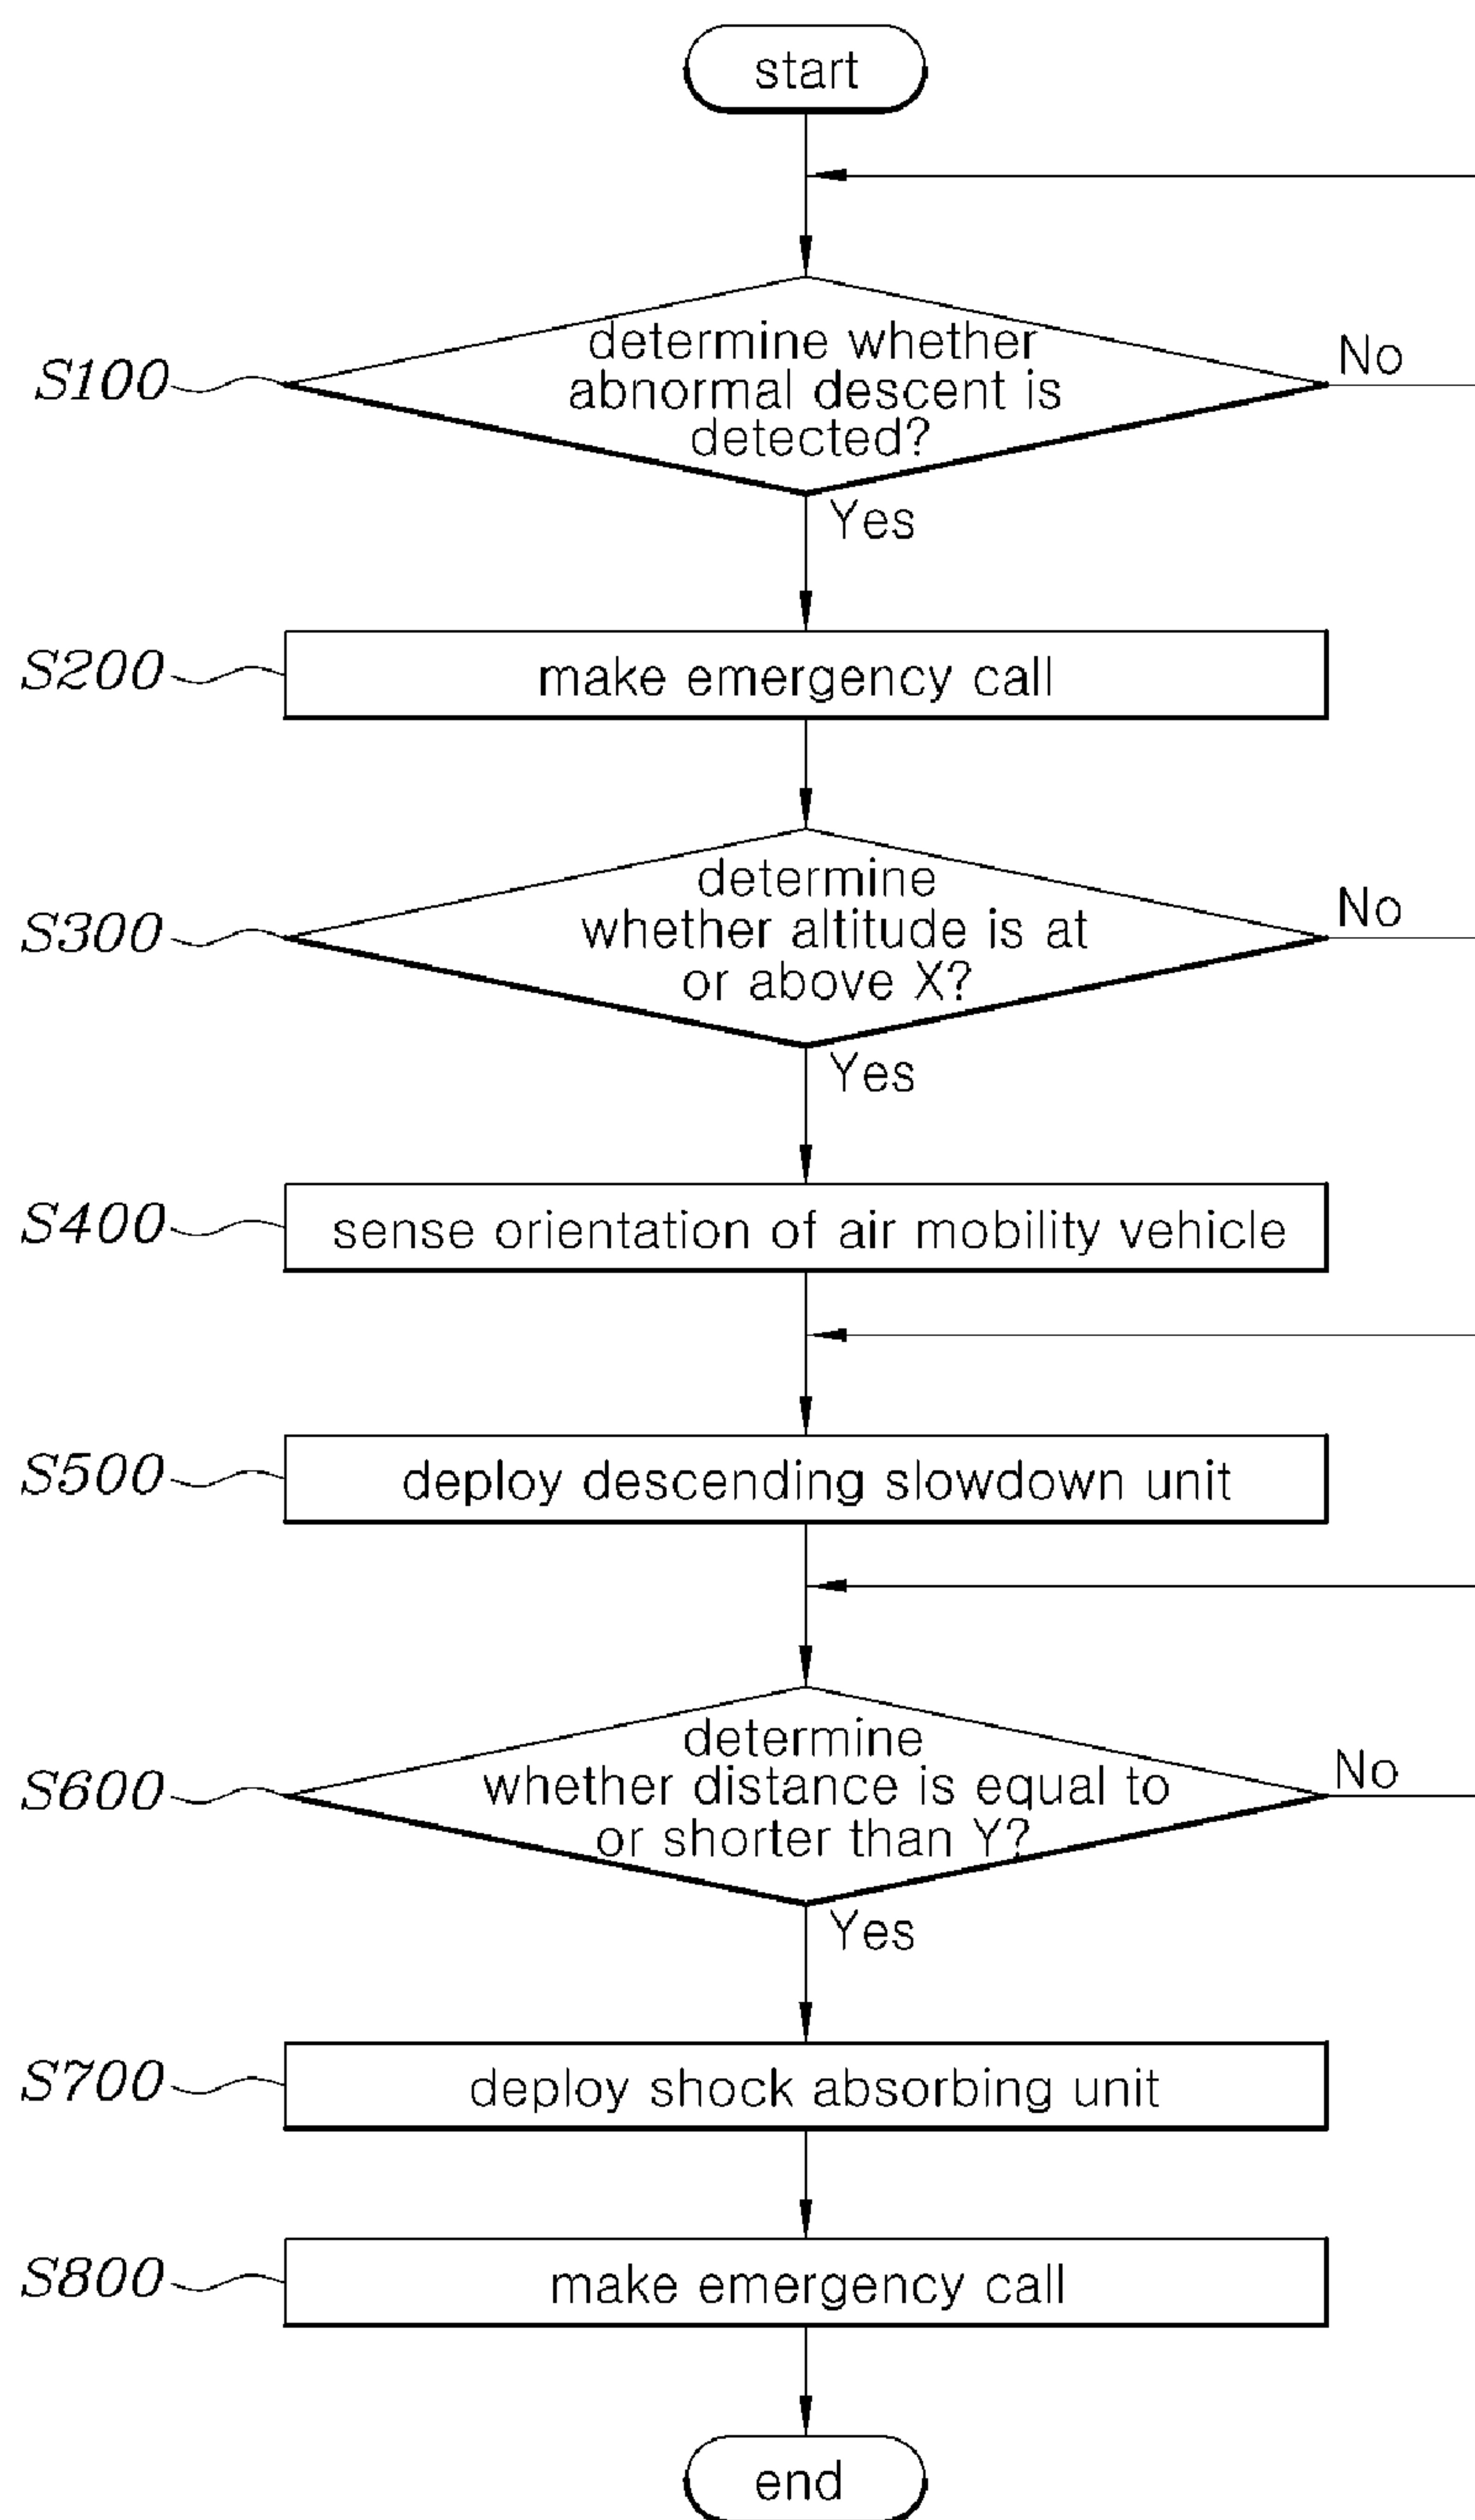 start
S100
determine whether
abnormal descent is
detected?
No
Yes
S200
make emergency call
S300
determine
whether altitude is at
or above X?
No
Yes
S400
sense orientation of air mobility vehicle
S500
deploy descending slowdown unit
S600
determine
whether distance is equal to
or shorter than Y?
No
Yes
S700
deploy shock absorbing unit
S800
make emergency call
end